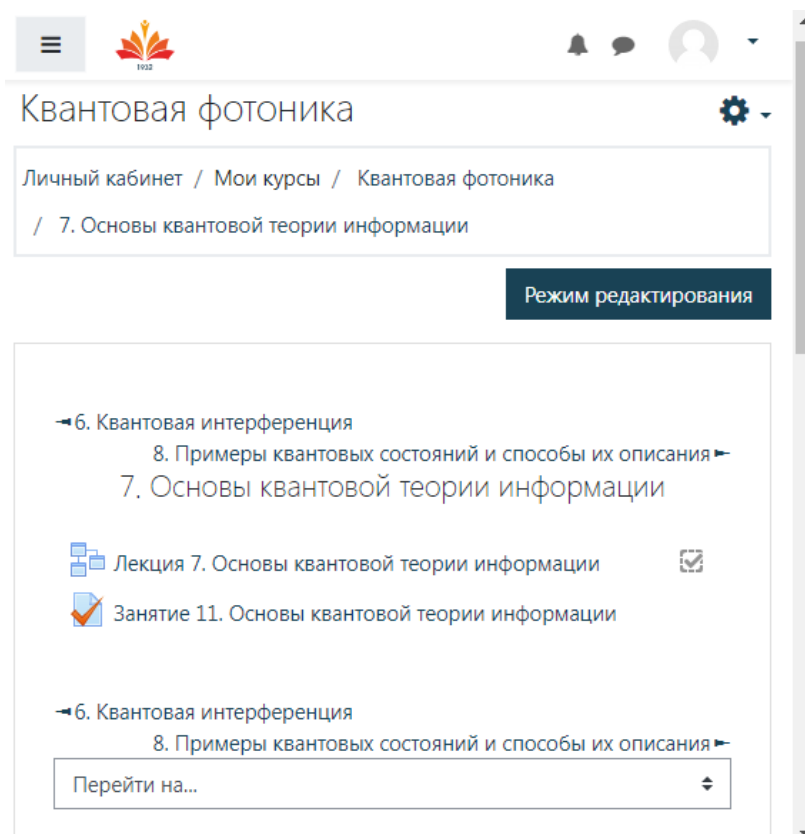 1932
Квантовая фотоника
Личный кабинет / Мои курсы / Квантовая фотоника
/ 7. Основы квантовой теории информации
Режим редактирования
6. Квантовая интерференция
8. Примеры квантовых состояний и способы их описания
7. Основы квантовой теории информации
Лекция 7. Основы квантовой теории информации
Занятие 11. Основы квантовой теории информации
6. Квантовая интерференция
8. Примеры квантовых состояний и способы их описания
Перейти на...